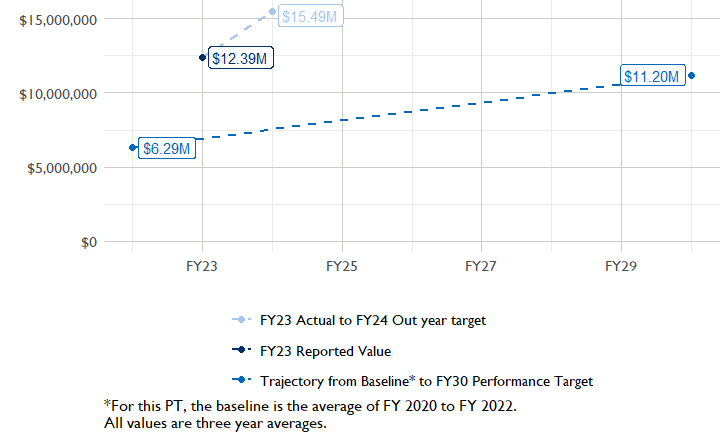 $15,000,000
$15.49M
$12.39M
$11.20M
$10,000,000
$6.29M
$5,000,000
$0
FY23 FY25 FY27 FY29
FY23 Actual to FY24 Out year target
FY23 Reported Value
Trajectory from Baseline* to FY30 Performance Target
*For this PT, the baseline is the average of FY 2020 to FY 2022.
All values are three year averages.